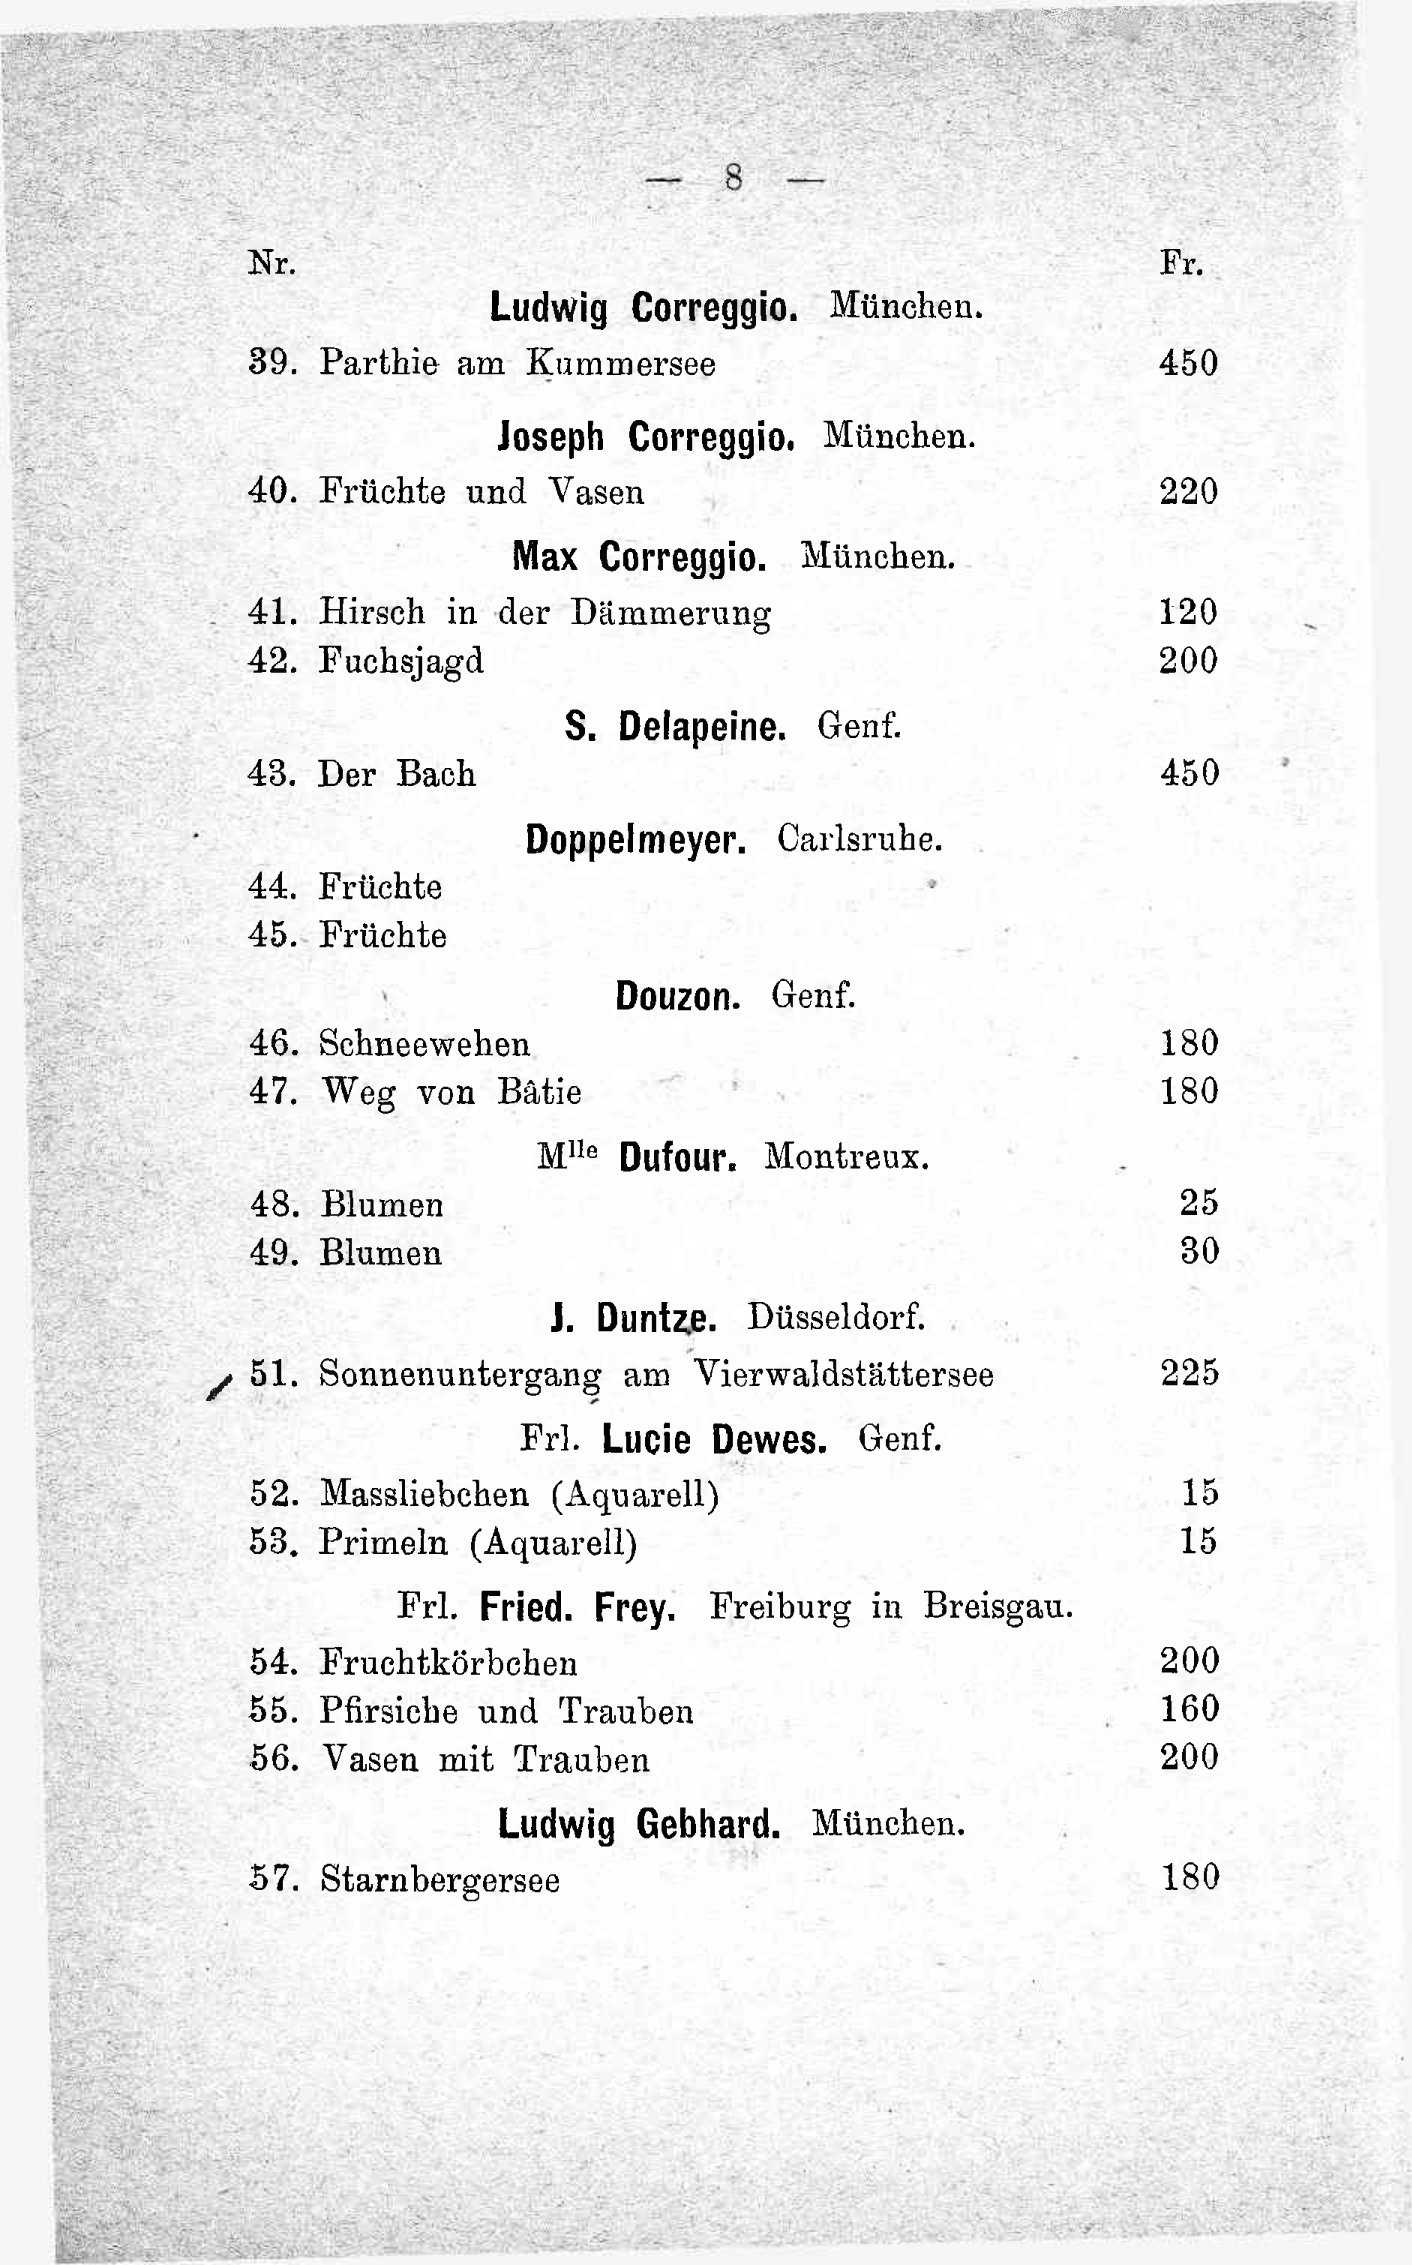 — 8 —
Nr. Fr.
Ludwig Correggio. München.
39. Parthie am Kummersee 450
Joseph Correggio. München.
40. Früchte und Vasen 220
Max Correggio. München.
41. Hirsch in der Dämmerung 120
42. Fuchsjagd 200
S. Delapeine. Genf.
43. Der Bach 450
Doppelmeyer. Carlsruhe.
44. Früchte
45. Früchte
Douzon. Genf.
46. Schneewehen 180
47. Weg von Bâtie 180
Mlle Dufour. Montreux.
48. Blumen 25
49. Blumen 30
J. Duntze. Düsseldorf.
51. Sonnenuntergang am Vierwaldstättersee 225
Frl. Lucie Dewes. Genf.
52. Massliebchen (Aquarell) 15
53. Primeln (Aquarell) 15
Frl. Fried. Frey. Freiburg in Breisgau.
54. Fruchtkörbchen 200
55. Pfirsiche und Trauben 160
56. Vasen mit Trauben 200
Ludwig Gebhard. München.
57. Starnbergersee 180